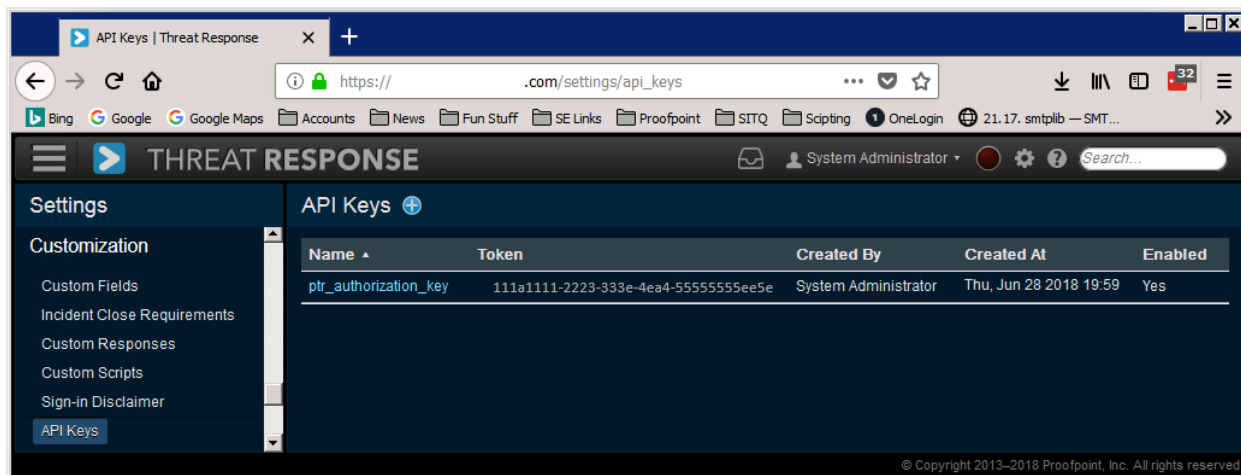 API Keys | Threat Response
https:// .com/settings/api_keys
32
Bing Google Google Maps Accounts News Fun Stuff SE Links Proofpoint SITQ Scipting OneLogin 21.17. smtplib — SMT...
THREAT RESPONSE System Administrator Search...
Settings
API Keys
Customization
Custom Fields
Incident Close Requirements
Custom Responses
Custom Scripts
Sign-in Disclaimer
API Keys
Name Token Created By Created At Enabled
ptr_authorization_key 111a1111-2223-333e-4ea4-55555555ee5e System Administrator Thu, Jun 28 2018 19:59 Yes
© Copyright 2013–2018 Proofpoint, Inc. All rights reserved